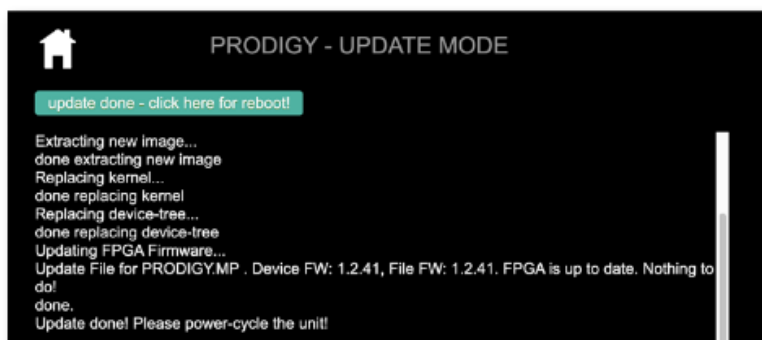 PRODIGY - UPDATE MODE
update done - click here for reboot!
Extracting new image...
done extracting new image
Replacing kernel...
done replacing kernel
Replacing device-tree...
done replacing device-tree
Updating FPGA Firmware...
Update File for PRODIGY.MP . Device FW: 1.2.41, File FW: 1.2.41. FPGA is up to date. Nothing to
do!
done.
Update done! Please power-cycle the unit!